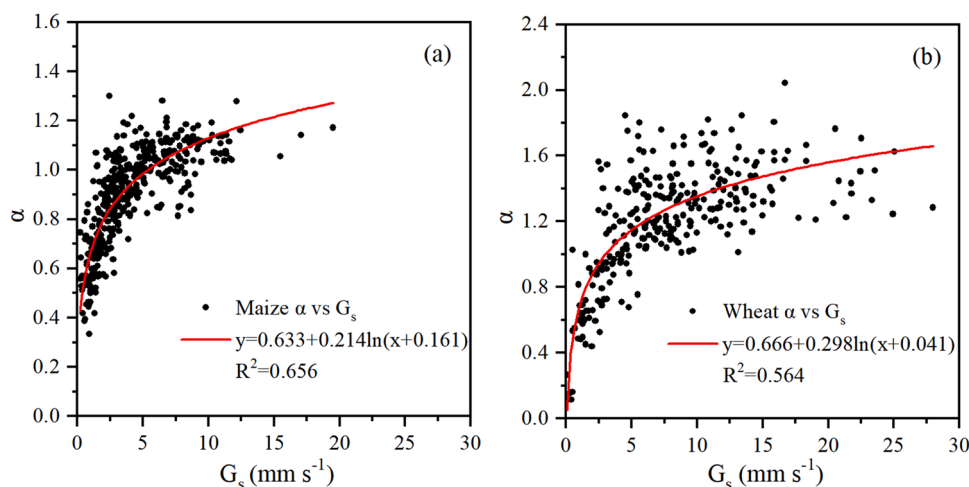 (a)
α
1.6
1.4
1.2
1.0
0.8
0.6
0.4
0.2
0.0
Maize α vs Gₛ
y=0.633+0.214ln(x+0.161)
R²=0.656
0 5 10 15 20 25 30
Gₛ (mm s⁻¹)
(b)
α
2.4
2.0
1.6
1.2
0.8
0.4
0.0
Wheat α vs Gₛ
y=0.666+0.298ln(x+0.041)
R²=0.564
0 5 10 15 20 25 30
Gₛ (mm s⁻¹)